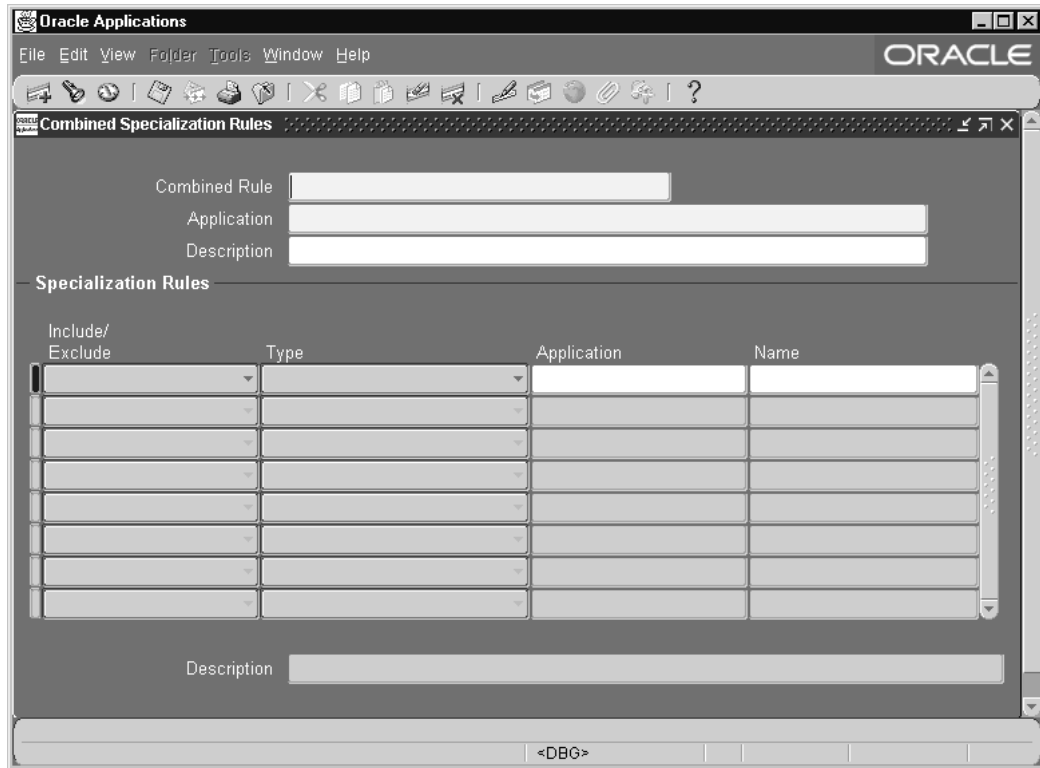 Oracle Applications
File Edit View Folder Tools Window Help
ORACLE
Combined Specialization Rules
Combined Rule
Application
Description
Specialization Rules
Include/
Exclude Type Application Name
Description
<DBG>